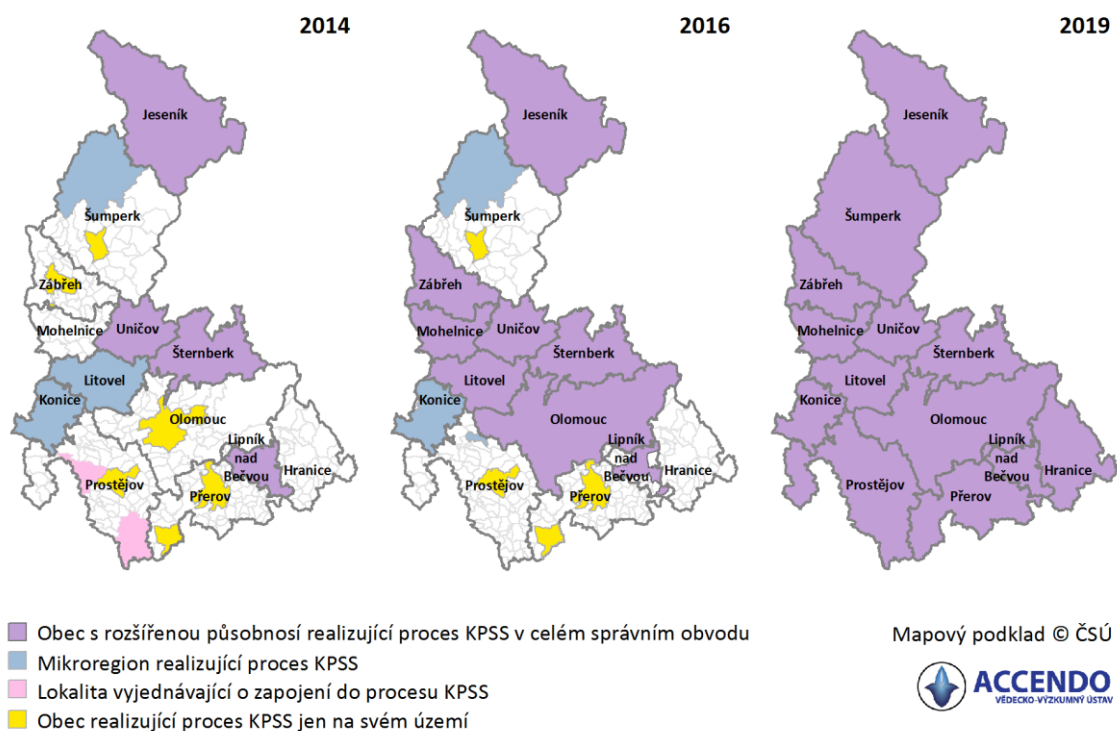 2014
Jeseník
Šumperk
Zábřeh
Mohelnice
Uničov
Šternberk
Litovel
Konice
Olomouc
Lipník
nad
Bečvou
Hranice
Prostějov
Přerov
2016
Jeseník
Šumperk
Zábřeh
Mohelnice
Uničov
Šternberk
Litovel
Konice
Olomouc
Lipník
nad
Bečvou
Hranice
Prostějov
Přerov
2019
Jeseník
Šumperk
Zábřeh
Mohelnice
Uničov
Šternberk
Litovel
Konice
Olomouc
Lipník
nad
Bečvou
Hranice
Prostějov
Přerov
Obec s rozšířenou působnosí realizující proces KPSS v celém správním obvodu
Mikroregion realizující proces KPSS
Lokalita vyjednávající o zapojení do procesu KPSS
Obec realizující proces KPSS jen na svém území
Mapový podklad © ČSÚ
ACCENDO
VĚDECKO-VÝZKUMNÝ ÚSTAV